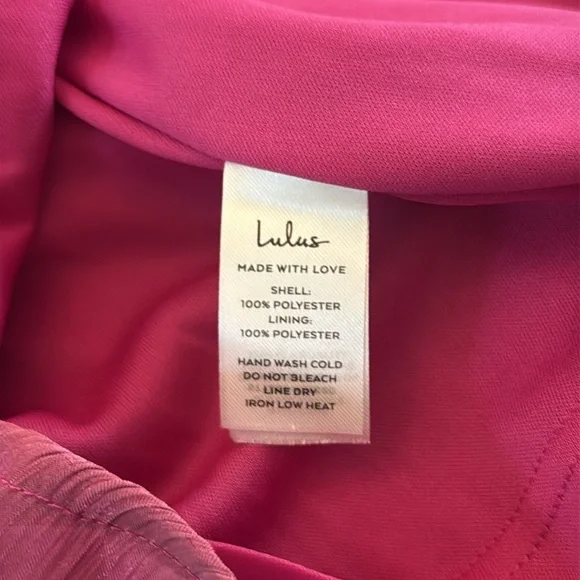 Lulus
MADE WITH LOVE
SHELL:
100% POLYESTER
LINING:
100% POLYESTER
HAND WASH COLD
DO NOT BLEACH
LINE DRY
IRON LOW HEAT